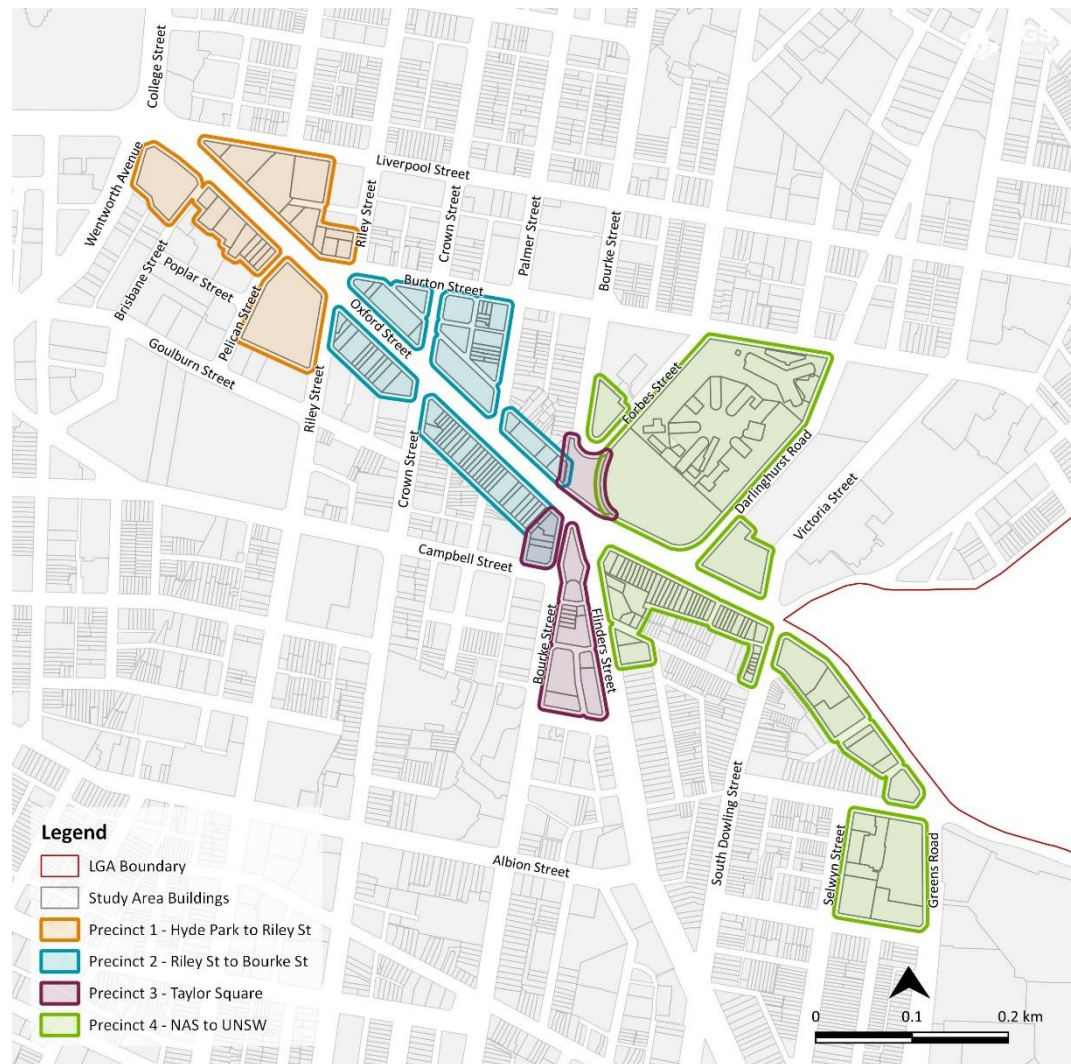 College Street
Wentworth Avenue
Liverpool Street
Riley Street
Crown Street
Palmer Street
Bourke Street
Brisbane Street
Poplar Street
Pelican Street
Burton Street
Oxford Street
Goulburn Street
Riley Street
Forbes Street
Crown Street
Darlinghurst Road
Victoria Street
Campbell Street
Bourke Street
Flinders Street
South Dowling Street
Albion Street
Selwyn Street
Greens Road
Legend
LGA Boundary
Study Area Buildings
Precinct 1 - Hyde Park to Riley St
Precinct 2 - Riley St to Bourke St
Precinct 3 - Taylor Square
Precinct 4 - NAS to UNSW
0 0.1 0.2 km